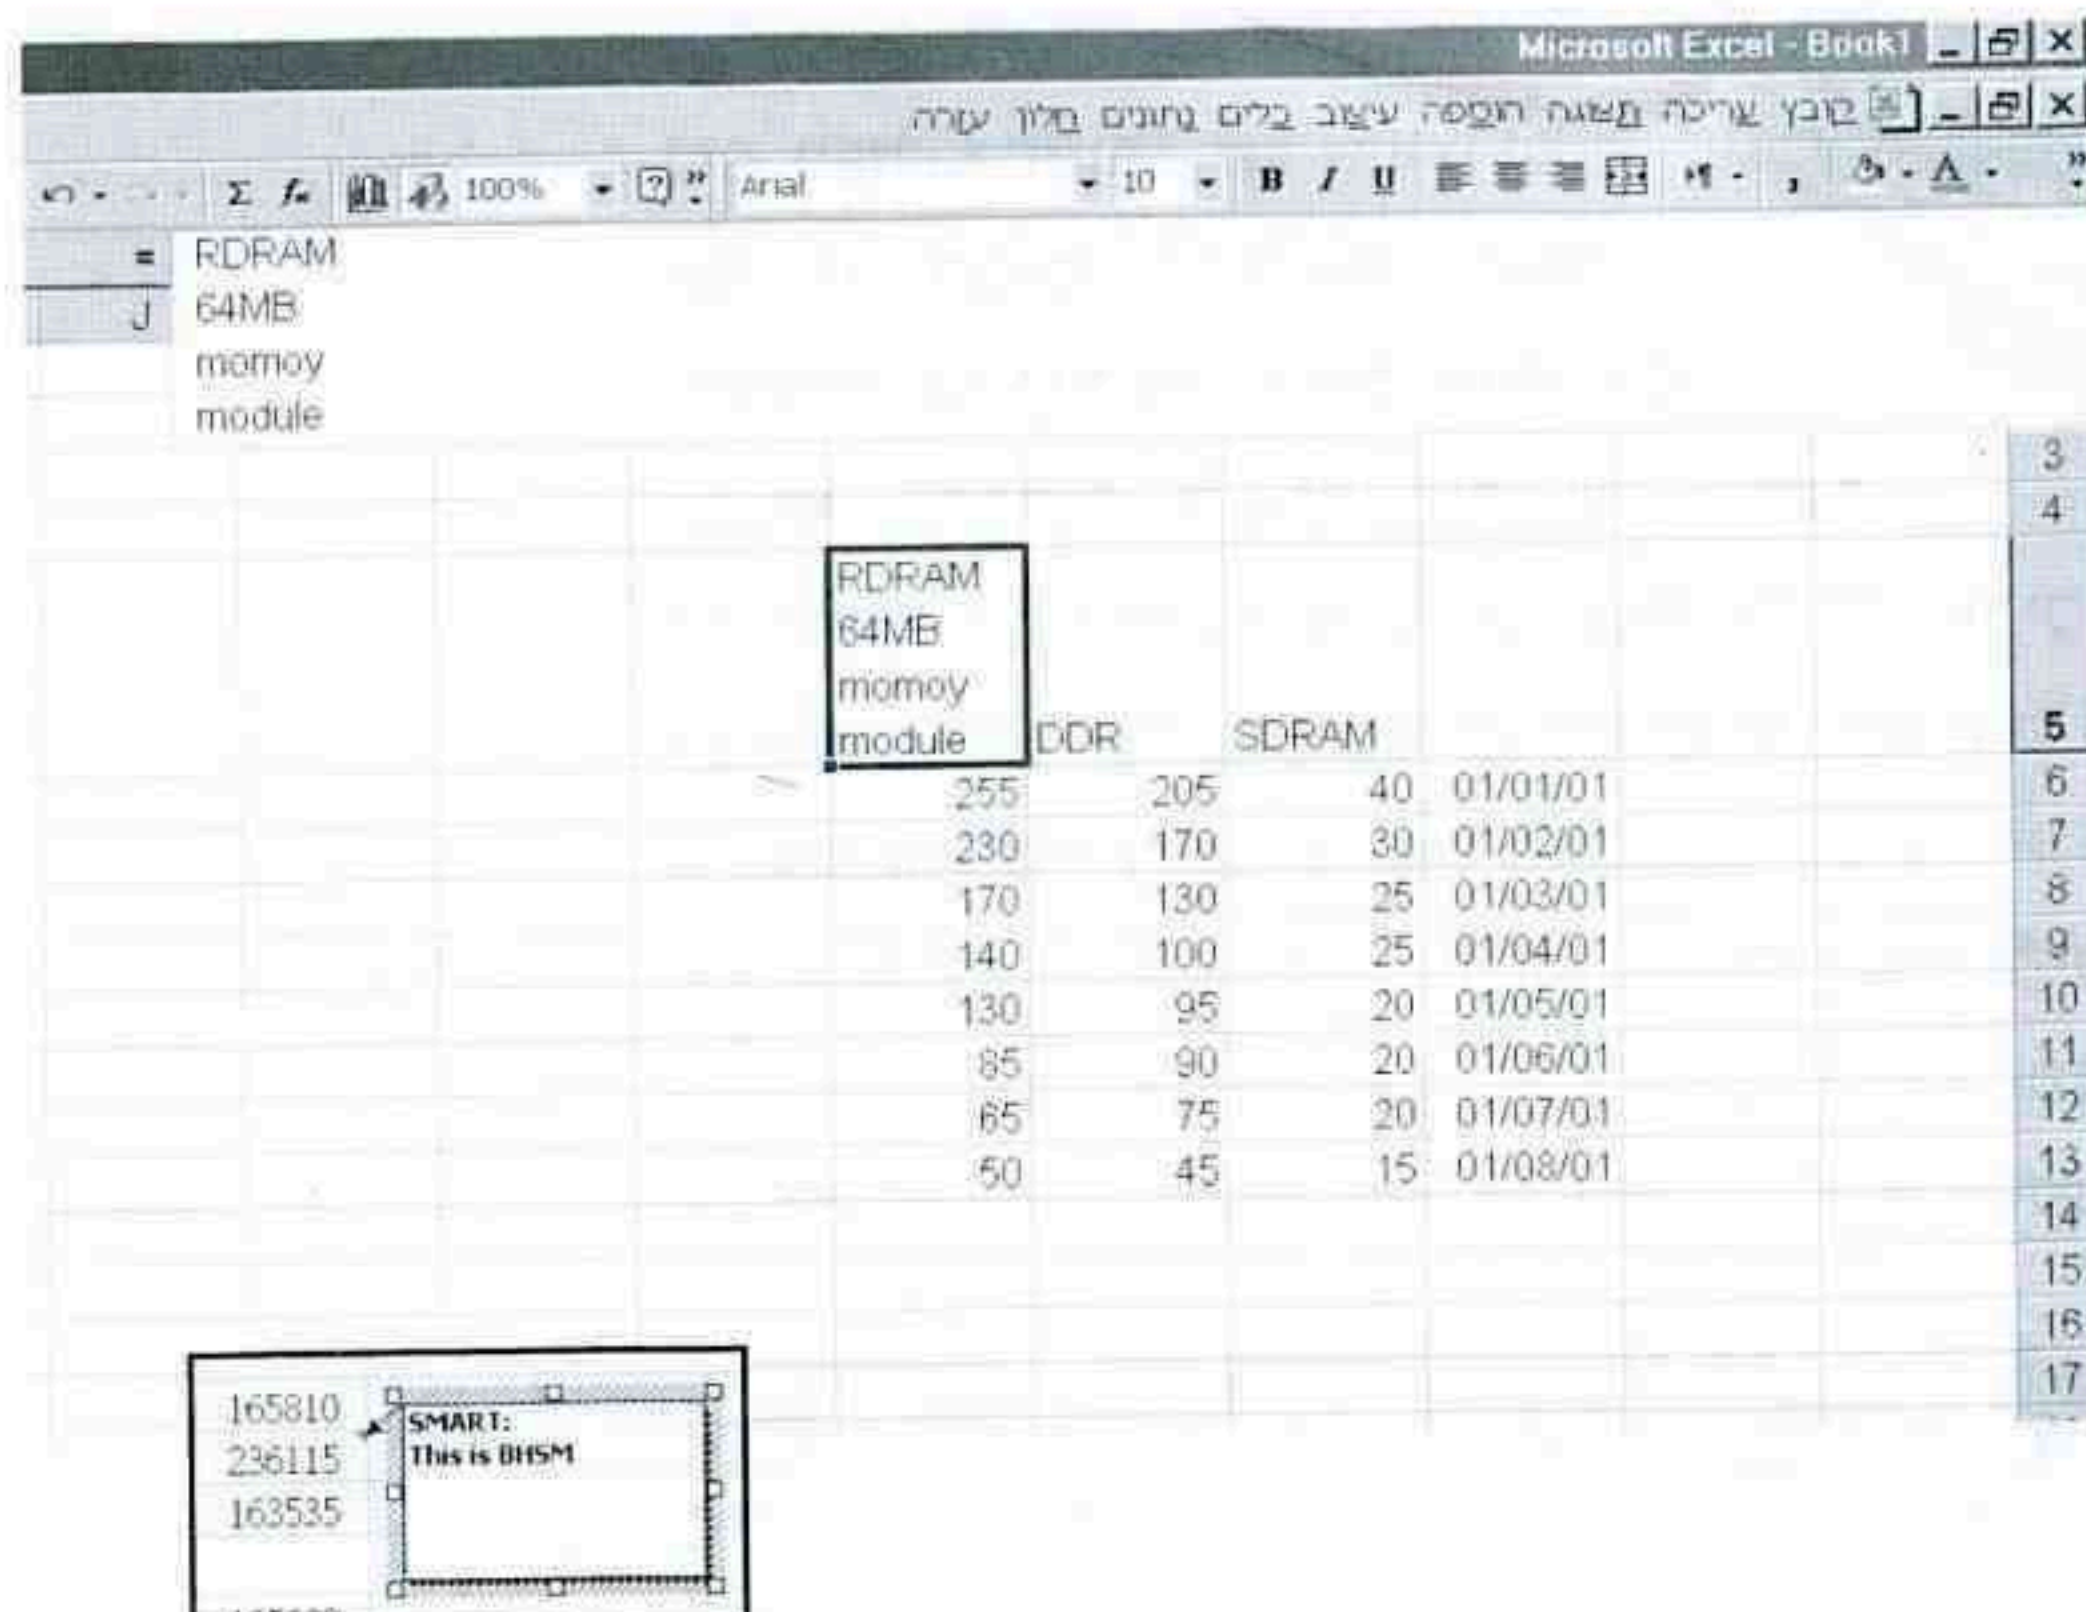 Microsoft Excel - Book1
קובץ עריכה תצוגה הוספה עיצוב כלים נתונים חלון עזרה
100% Arial 10 B I U
= RDRAM
64MB
momoy
module
3
4
RDRAM
64MB
momoy
module DDR SDRAM 5
255 205 40 01/01/01 6
230 170 30 01/02/01 7
170 130 25 01/03/01 8
140 100 25 01/04/01 9
130 95 20 01/05/01 10
85 90 20 01/06/01 11
65 75 20 01/07/01 12
50 45 15 01/08/01 13
14
15
16
17
165810
236115
163535
SMART:
This is BHSM